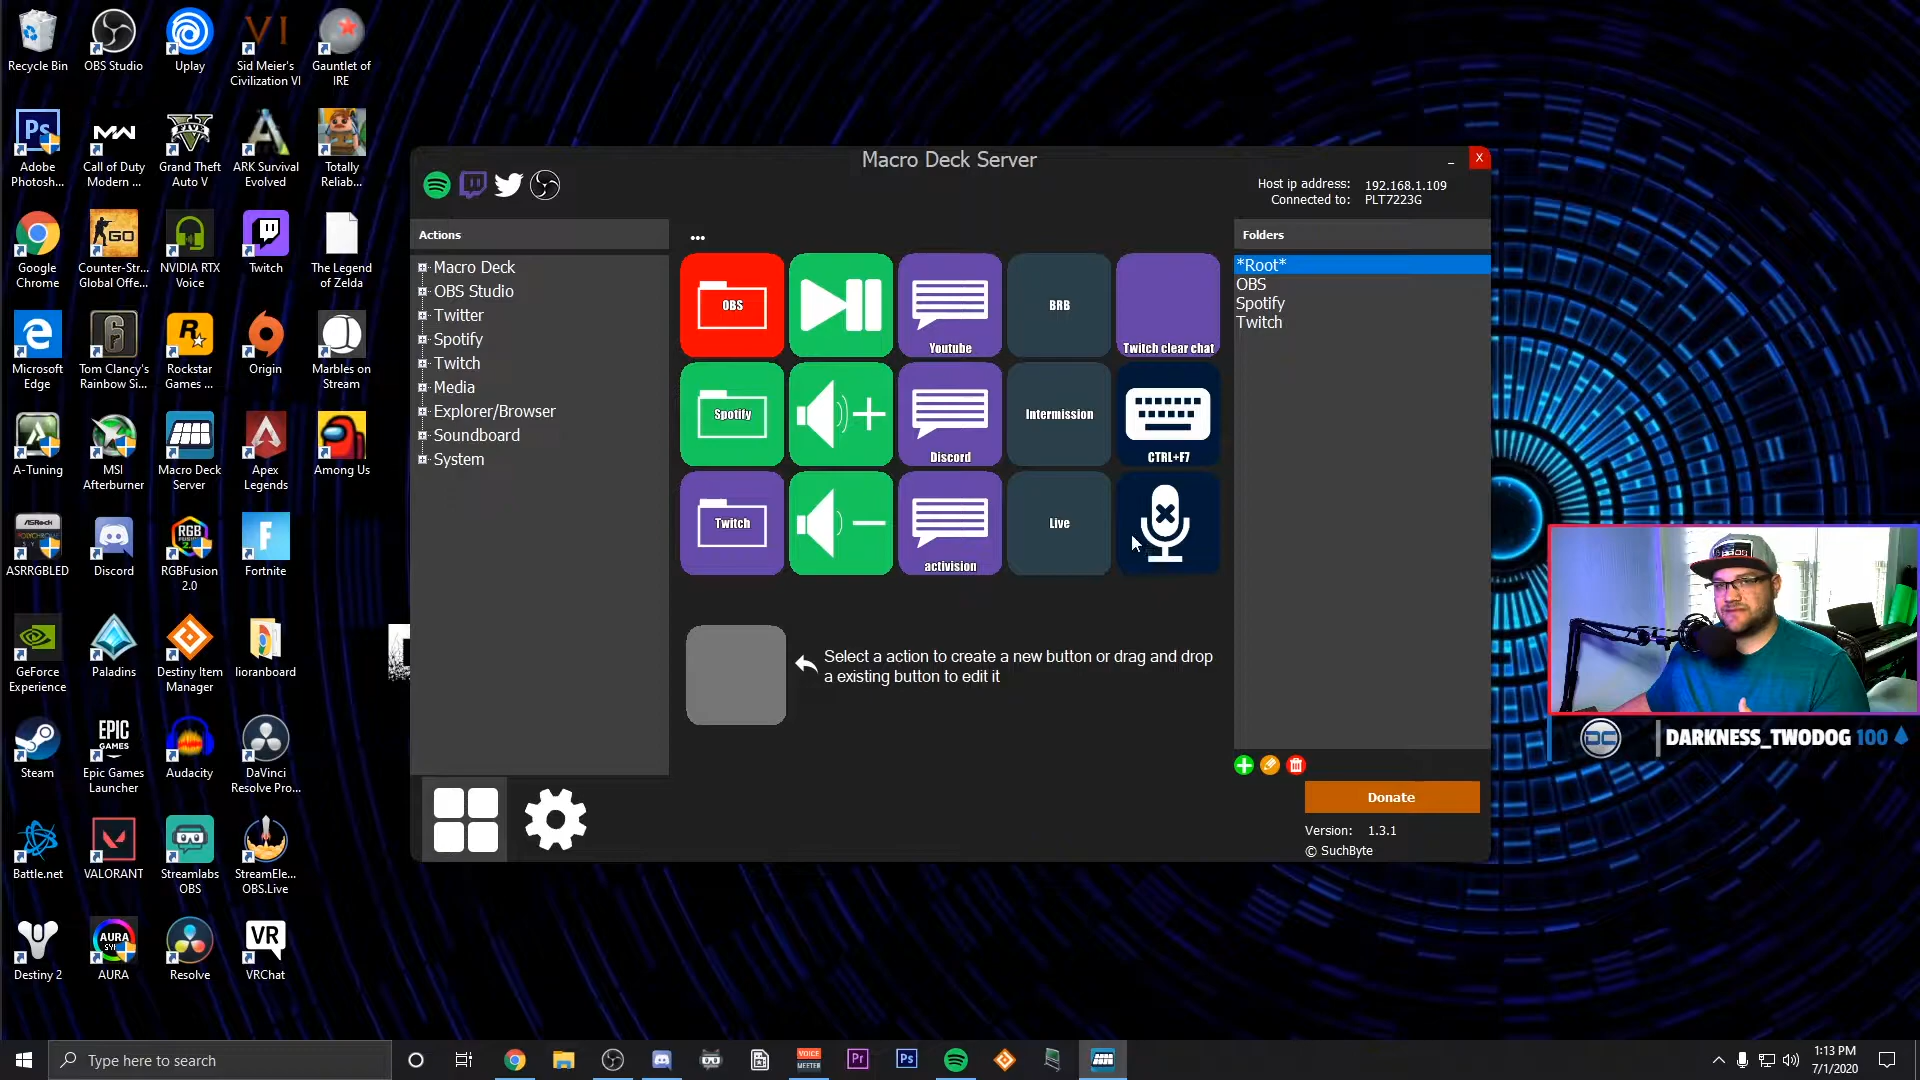 Recycle Bin
OBS Studio
Uplay
Sid Meier's
Civilization VI
Gauntlet of
IRE
Adobe
Photosh...
Call of Duty
Modern ...
Grand Theft
Auto V
ARK Survival
Evolved
Totally
Reliab...
Google
Chrome
Counter-Str...
Global Offe...
NVIDIA RTX
Voice
Twitch
The Legend
of Zelda
Microsoft
Edge
Tom Clancy's
Rainbow Si...
Rockstar
Games ...
Origin
Marbles on
Stream
A-Tuning
MSI
Afterburner
Macro Deck
Server
Apex
Legends
Among Us
ASRRGBLED
Discord
RGBFusion
2.0
Fortnite
GeForce
Experience
Paladins
Destiny Item
Manager
lioranboard
Steam
Epic Games
Launcher
Audacity
DaVinci
Resolve Pro...
Battle.net
VALORANT
Streamlabs
OBS
StreamEle...
OBS.Live
Destiny 2
AURA
Resolve
VRChat
Macro Deck Server
_
X
Host ip address: 192.168.1.109
Connected to: PLT7223G
Actions
Macro Deck
OBS Studio
Twitter
Spotify
Twitch
Media
Explorer/Browser
Soundboard
System
...
OBS
Youtube
BRB
Twitch clear chat
Spotify
Discord
Intermission
CTRL+F7
Twitch
activision
Live
Select a action to create a new button or drag and drop
a existing button to edit it
Folders
*Root*
OBS
Spotify
Twitch
Donate
Version: 1.3.1
© SuchByte
DARKNESS_TWODOG 100
Type here to search
VOICE
MEETER
Pr
Ps
1:13 PM
7/1/2020